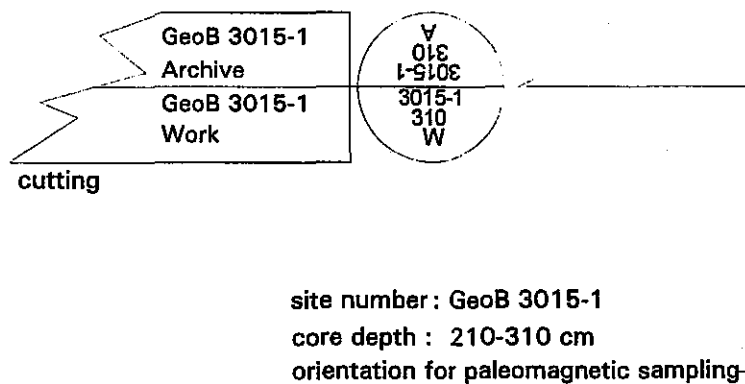 GeoB 3015-1
Archive
GeoB 3015-1
Work
A
310
3015-1
3015-1
310
W
cutting
site number : GeoB 3015-1
core depth : 210-310 cm
orientation for paleomagnetic sampling